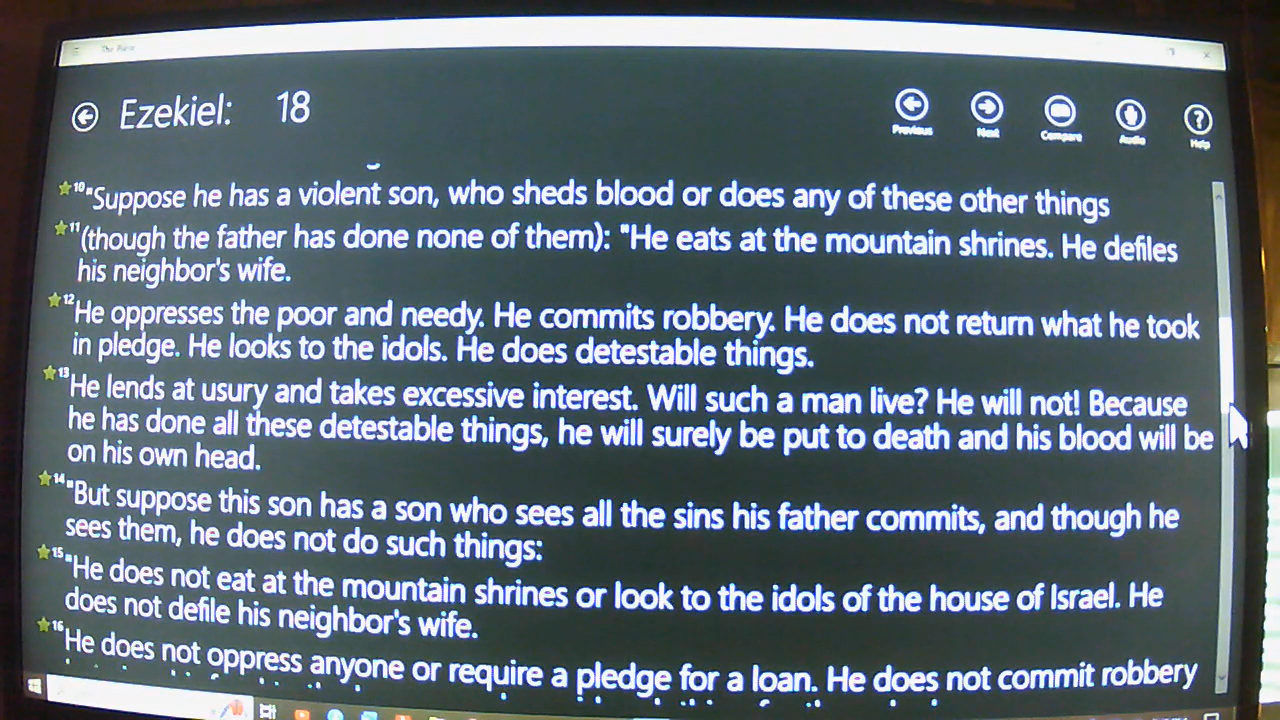 Ezekiel: 18
Previous
Next
Compare
Audio
Help
10"Suppose he has a violent son, who sheds blood or does any of these other things
11(though the father has done none of them): "He eats at the mountain shrines. He defiles
his neighbor's wife.
12He oppresses the poor and needy. He commits robbery. He does not return what he took
in pledge. He looks to the idols. He does detestable things.
13He lends at usury and takes excessive interest. Will such a man live? He will not! Because
he has done all these detestable things, he will surely be put to death and his blood will be
on his own head.
14"But suppose this son has a son who sees all the sins his father commits, and though he
sees them, he does not do such things:
15"He does not eat at the mountain shrines or look to the idols of the house of Israel. He
does not defile his neighbor's wife.
16He does not oppress anyone or require a pledge for a loan. He does not commit robbery